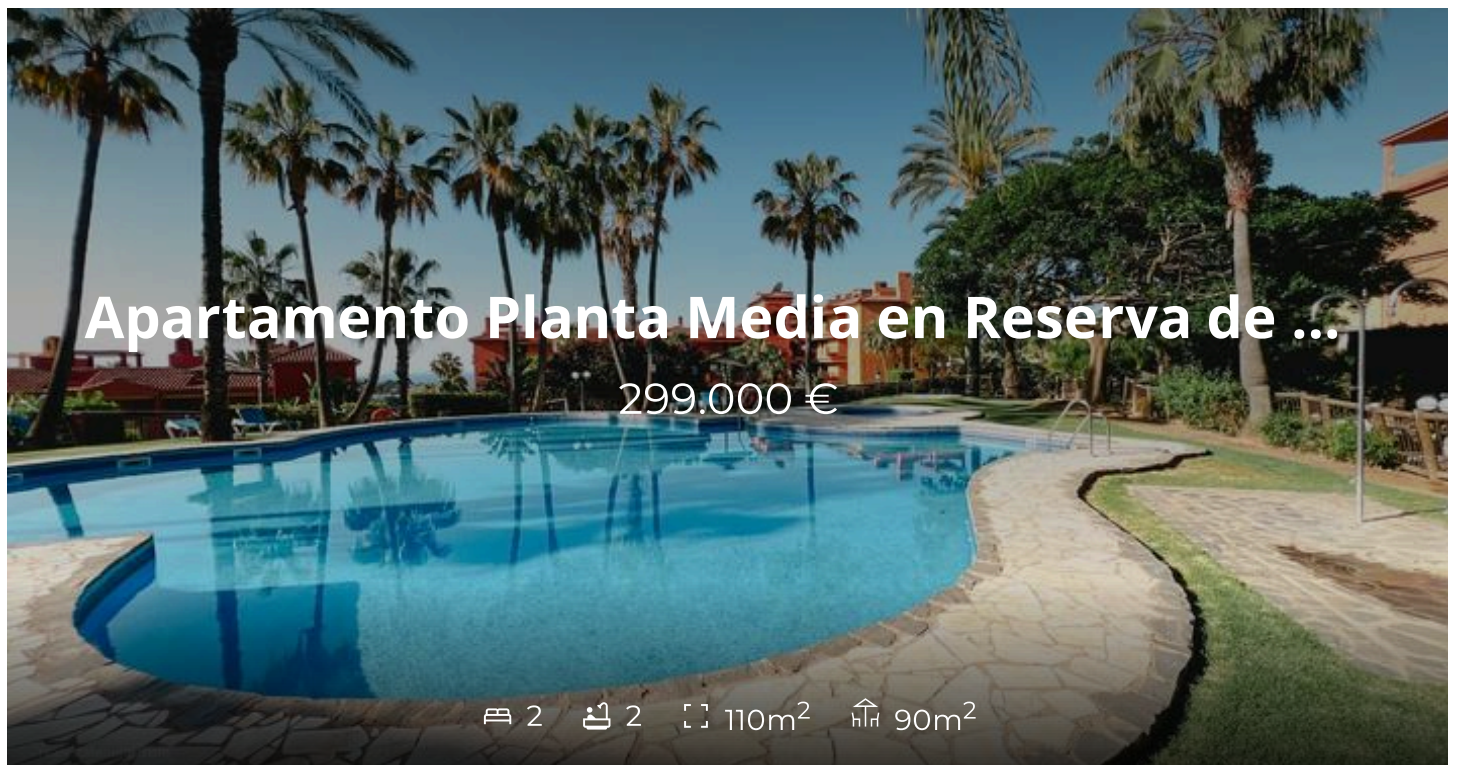 Apartamento Planta Media en Reserva de ...
299.000 €
2 2 110m² 90m²